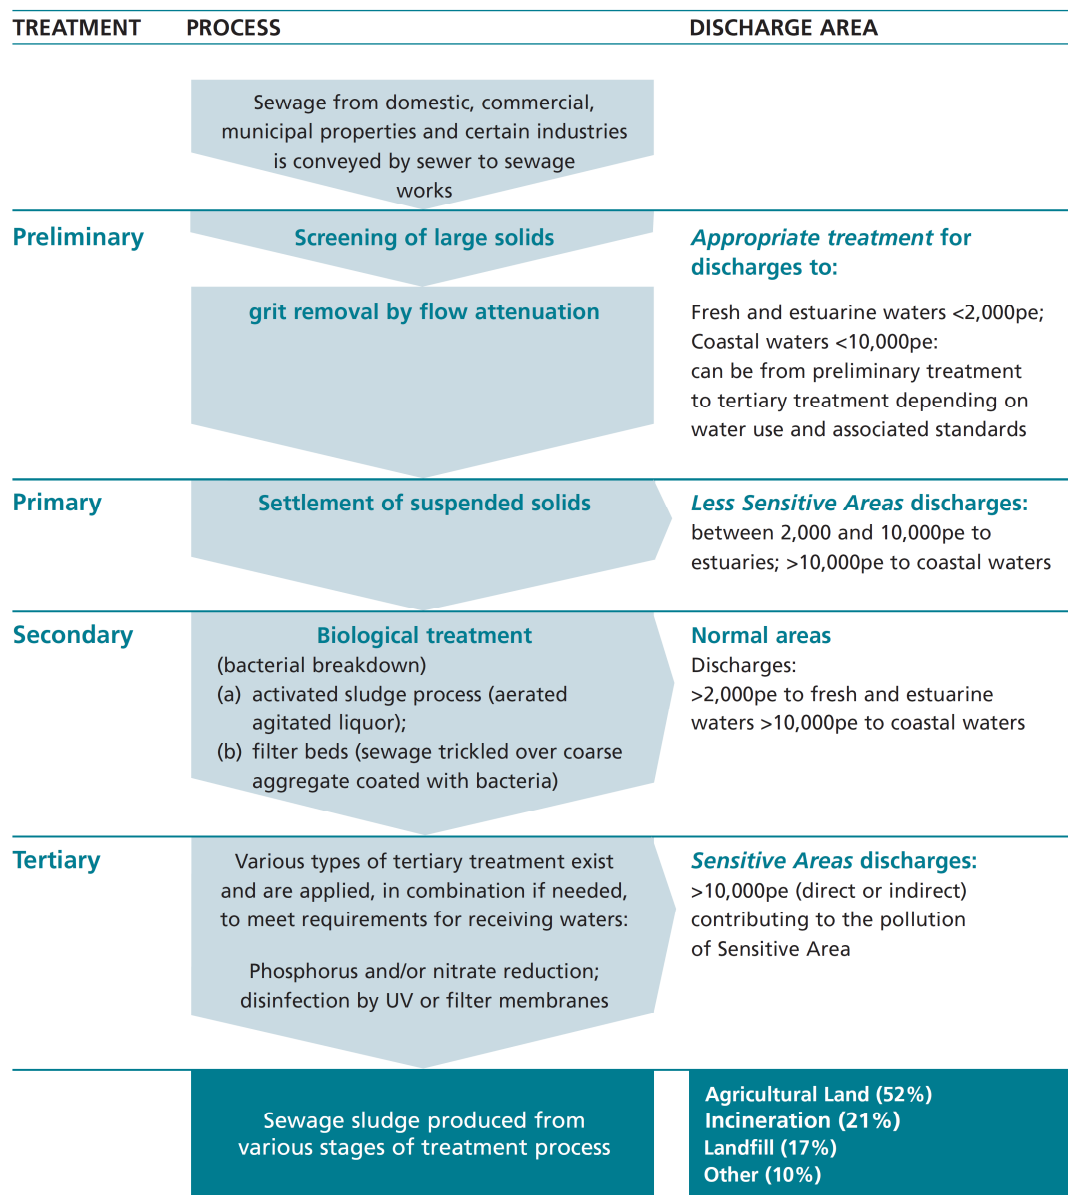 TREATMENT PROCESS DISCHARGE AREA
Sewage from domestic, commercial,
municipal properties and certain industries
is conveyed by sewer to sewage
works
Preliminary
Screening of large solids
grit removal by flow attenuation
Appropriate treatment for
discharges to:
Fresh and estuarine waters <2,000pe;
Coastal waters <10,000pe:
can be from preliminary treatment
to tertiary treatment depending on
water use and associated standards
Primary
Settlement of suspended solids
Less Sensitive Areas discharges:
between 2,000 and 10,000pe to
estuaries; >10,000pe to coastal waters
Secondary
Biological treatment
(bacterial breakdown)
(a) activated sludge process (aerated
agitated liquor);
(b) filter beds (sewage trickled over coarse
aggregate coated with bacteria)
Normal areas
Discharges:
>2,000pe to fresh and estuarine
waters >10,000pe to coastal waters
Tertiary
Various types of tertiary treatment exist
and are applied, in combination if needed,
to meet requirements for receiving waters:
Phosphorus and/or nitrate reduction;
disinfection by UV or filter membranes
Sensitive Areas discharges:
>10,000pe (direct or indirect)
contributing to the pollution
of Sensitive Area
Sewage sludge produced from
various stages of treatment process
Agricultural Land (52%)
Incineration (21%)
Landfill (17%)
Other (10%)